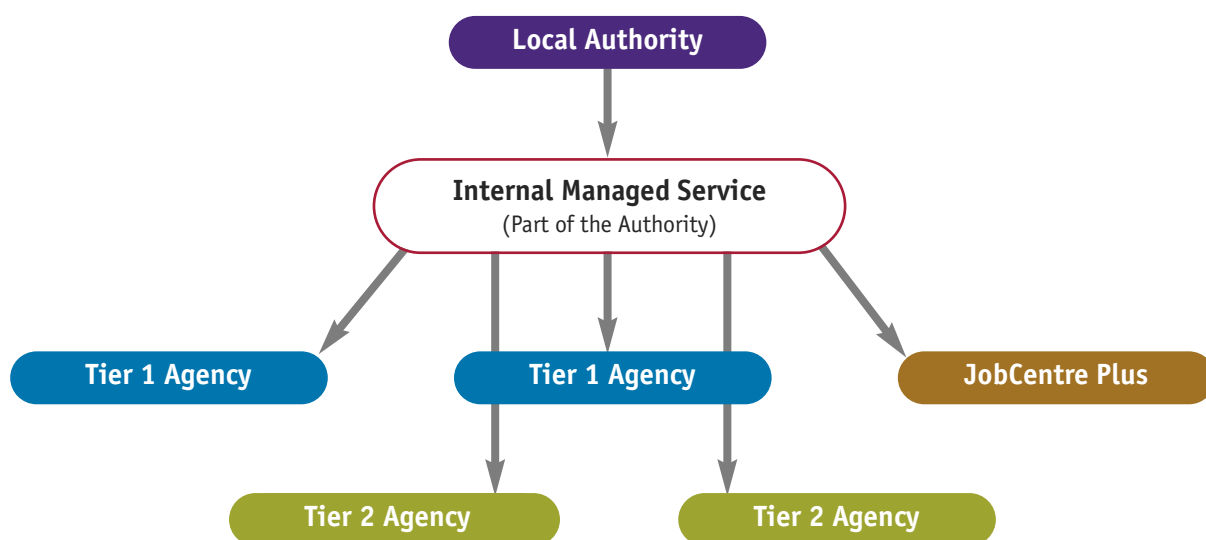 Local Authority
Internal Managed Service
(Part of the Authority)
Tier 1 Agency
Tier 1 Agency
JobCentre Plus
Tier 2 Agency
Tier 2 Agency